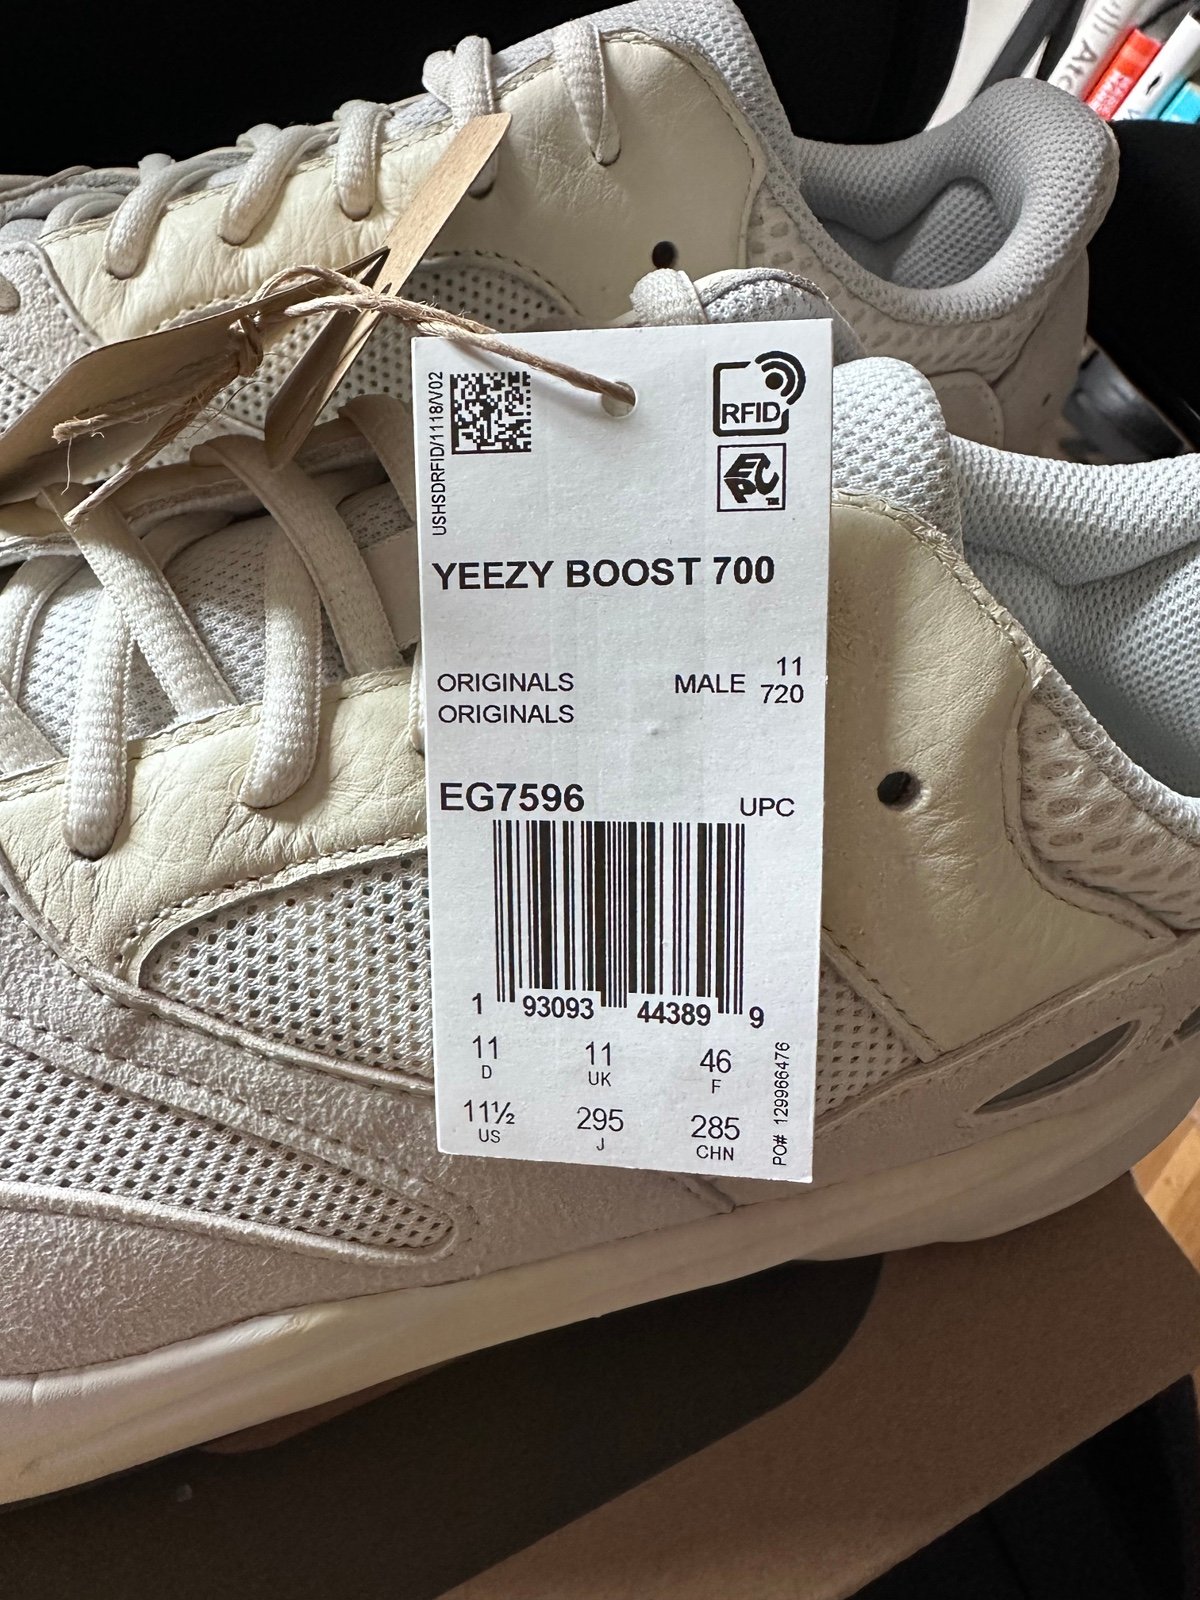 USHSDRFID/1118/V02
RFID
EPC
YEEZY BOOST 700
ORIGINALS MALE 11
ORIGINALS 720
EG7596 UPC
1 93093 44389 9
11 11 46
D UK F
11½ 295 285
US J CHN
PO# 129966476